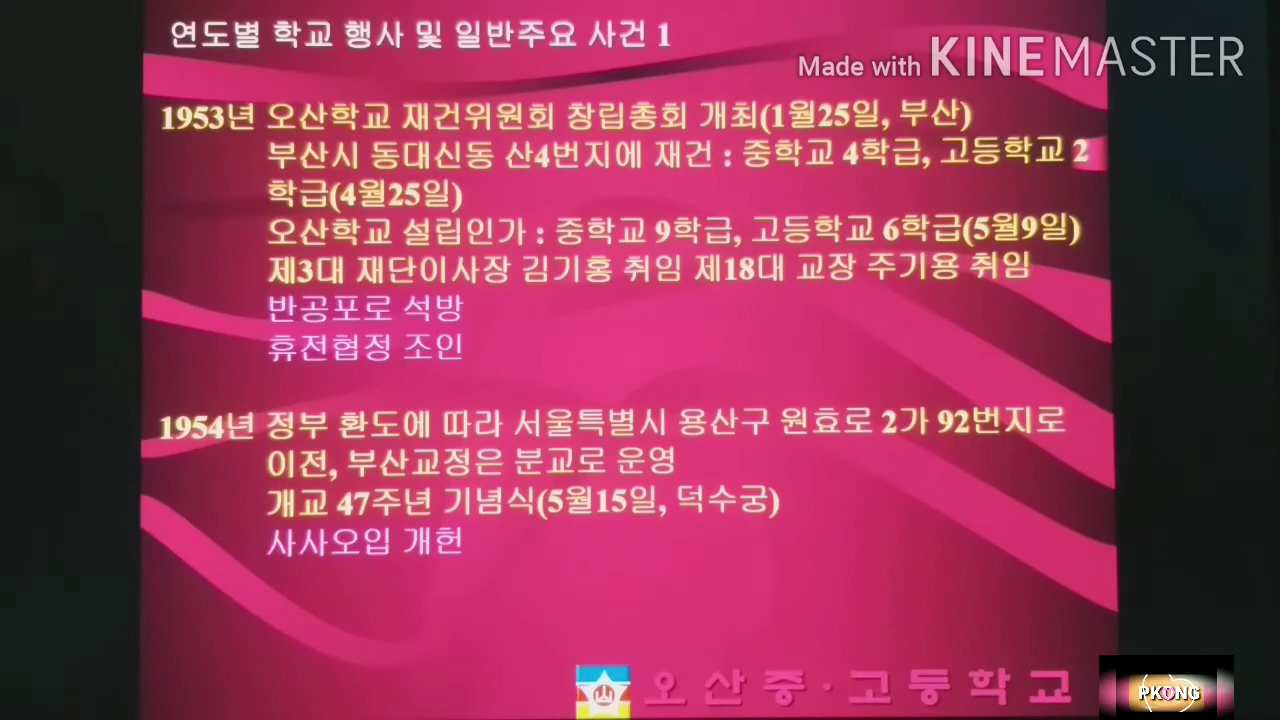 연도별 학교 행사 및 일반주요 사건 1
Made with KINEMASTER
1953년 오산학교 재건위원회 창립총회 개최(1월25일, 부산)
부산시 동대신동 산4번지에 재건 : 중학교 4학급, 고등학교 2
학급(4월25일)
오산학교 설립인가 : 중학교 9학급, 고등학교 6학급(5월9일)
제3대 재단이사장 김기홍 취임 제18대 교장 주기용 취임
반공포로 석방
휴전협정 조인
1954년 정부 환도에 따라 서울특별시 용산구 원효로 2가 92번지로
이전, 부산교정은 분교로 운영
개교 47주년 기념식(5월15일, 덕수궁)
사사오입 개헌
山
오산중·고등학교
PKONG